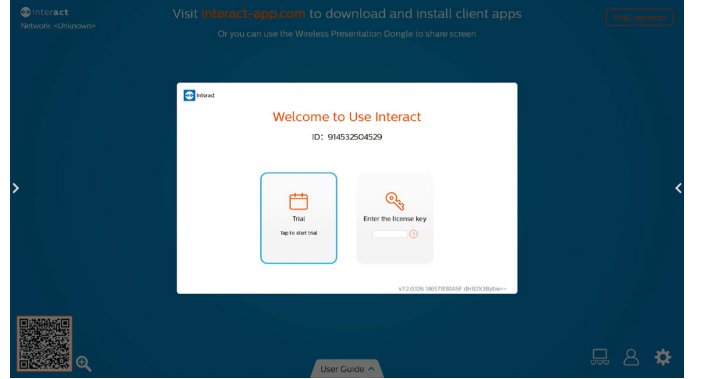 interact
Network <Unknown>
Visit interact-app.com to download and install client apps
Or you can use the Wireless Presentation Dongle to share screen
Trial version
Interact
Welcome to Use Interact
ID: 914532504529
Trial
Tap to start trial
Enter the license key
User Guide